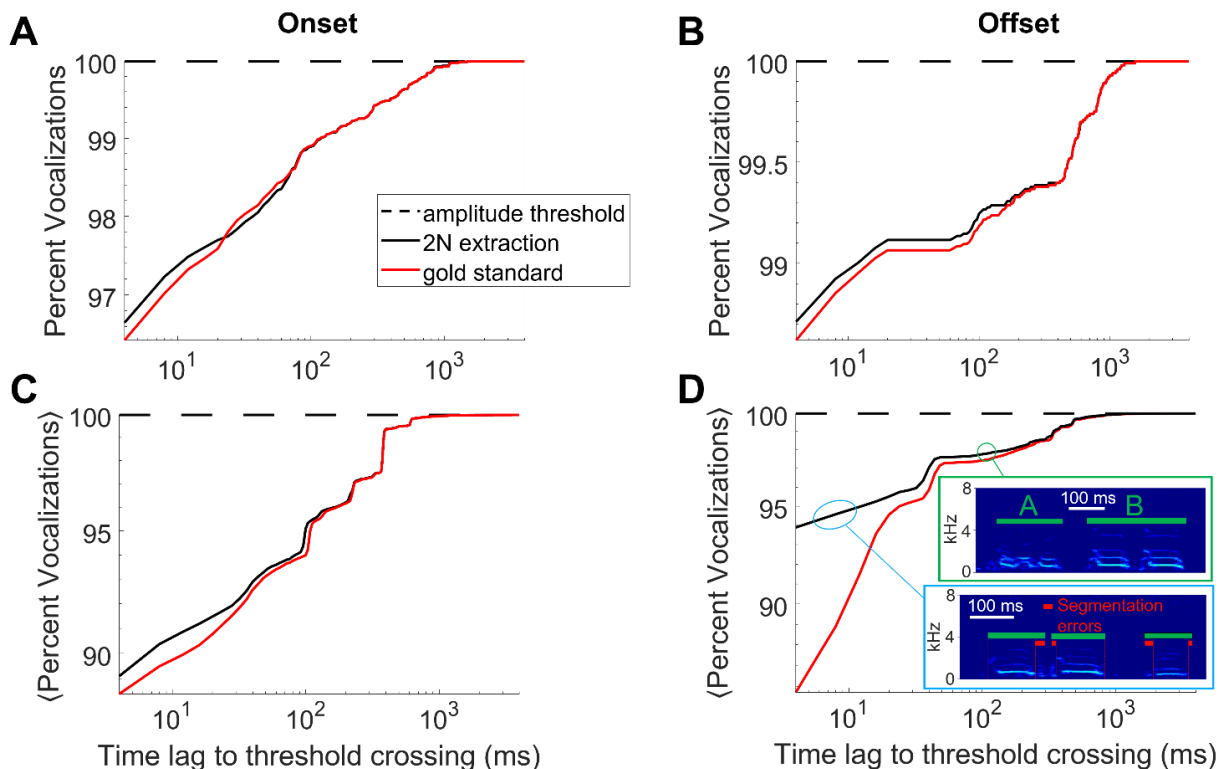 A
Onset
B
Offset
100
99
98
97
Percent Vocalizations
amplitude threshold
2N extraction
gold standard
10^1
10^2
10^3
100
99.5
99
Percent Vocalizations
10^1
10^2
10^3
C
100
95
90
⟨Percent Vocalizations⟩
10^1
10^2
10^3
Time lag to threshold crossing (ms)
D
100
95
90
⟨Percent Vocalizations⟩
8
4
0
kHz
A
100 ms
B
8
4
0
kHz
100 ms
Segmentation
errors
10^1
10^2
10^3
Time lag to threshold crossing (ms)